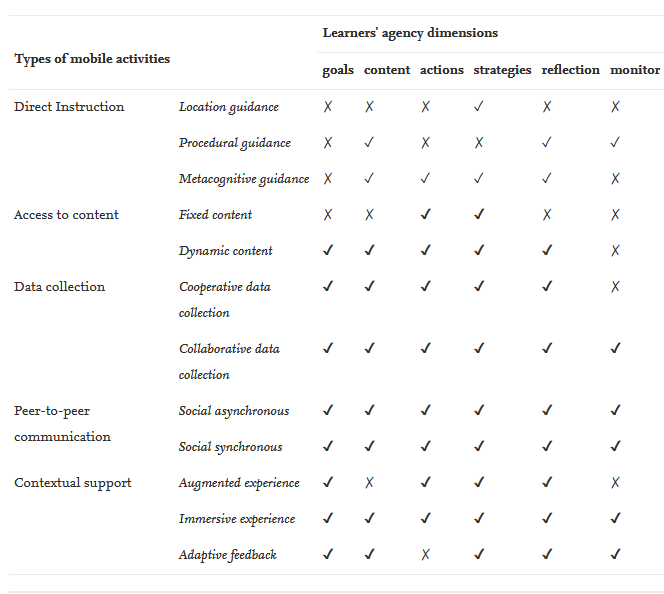 Learners' agency dimensions
Types of mobile activities
goals content actions strategies reflection monitor
Direct Instruction Location guidance ✗ ✗ ✗ ✓ ✗ ✗
Procedural guidance ✗ ✓ ✗ ✗ ✓ ✓
Metacognitive guidance ✗ ✓ ✓ ✓ ✓ ✗
Access to content Fixed content ✗ ✗ ✔ ✔ ✗ ✗
Dynamic content ✔ ✔ ✔ ✔ ✔ ✗
Data collection Cooperative data ✔ ✔ ✔ ✔ ✔ ✗
collection
Collaborative data ✔ ✔ ✔ ✔ ✔ ✔
collection
Peer-to-peer Social asynchronous ✔ ✔ ✔ ✔ ✔ ✔
communication
Social synchronous ✔ ✔ ✔ ✔ ✔ ✔
Contextual support Augmented experience ✔ ✗ ✔ ✔ ✔ ✗
Immersive experience ✔ ✔ ✔ ✔ ✔ ✔
Adaptive feedback ✔ ✔ ✗ ✔ ✔ ✔